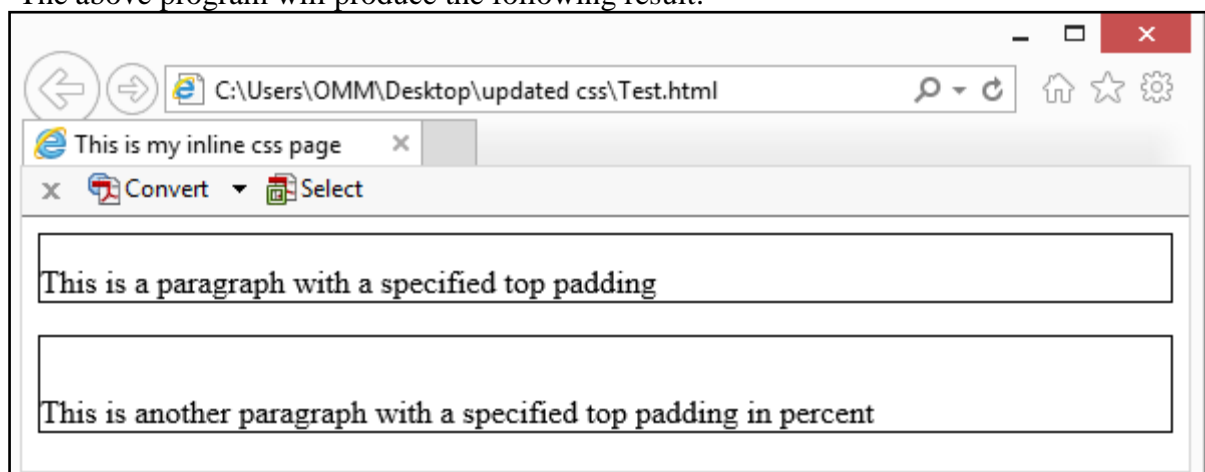 The above program will produce the following result:
C:\Users\OMM\Desktop\updated css\Test.html
This is my inline css page
Convert Select
This is a paragraph with a specified top padding
This is another paragraph with a specified top padding in percent